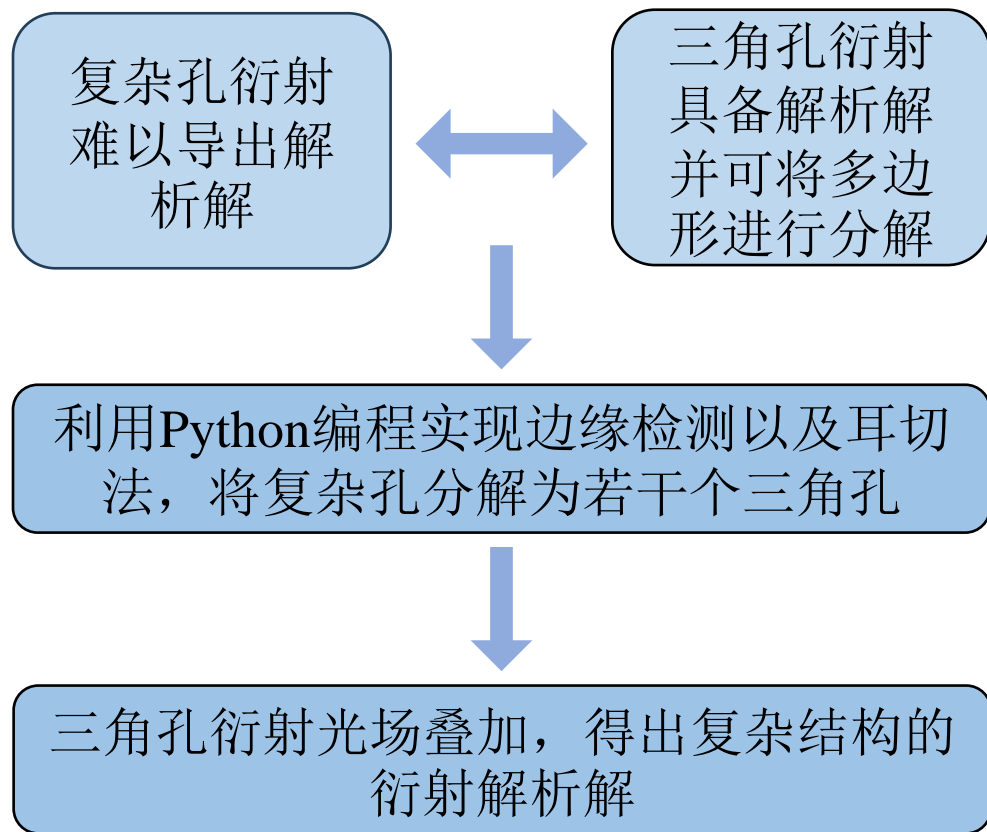 复杂孔衍射
难以导出解
析解
三角孔衍射
具备解析解
并可将多边
形进行分解
利用Python编程实现边缘检测以及耳切
法，将复杂孔分解为若干个三角孔
三角孔衍射光场叠加，得出复杂结构的
衍射解析解